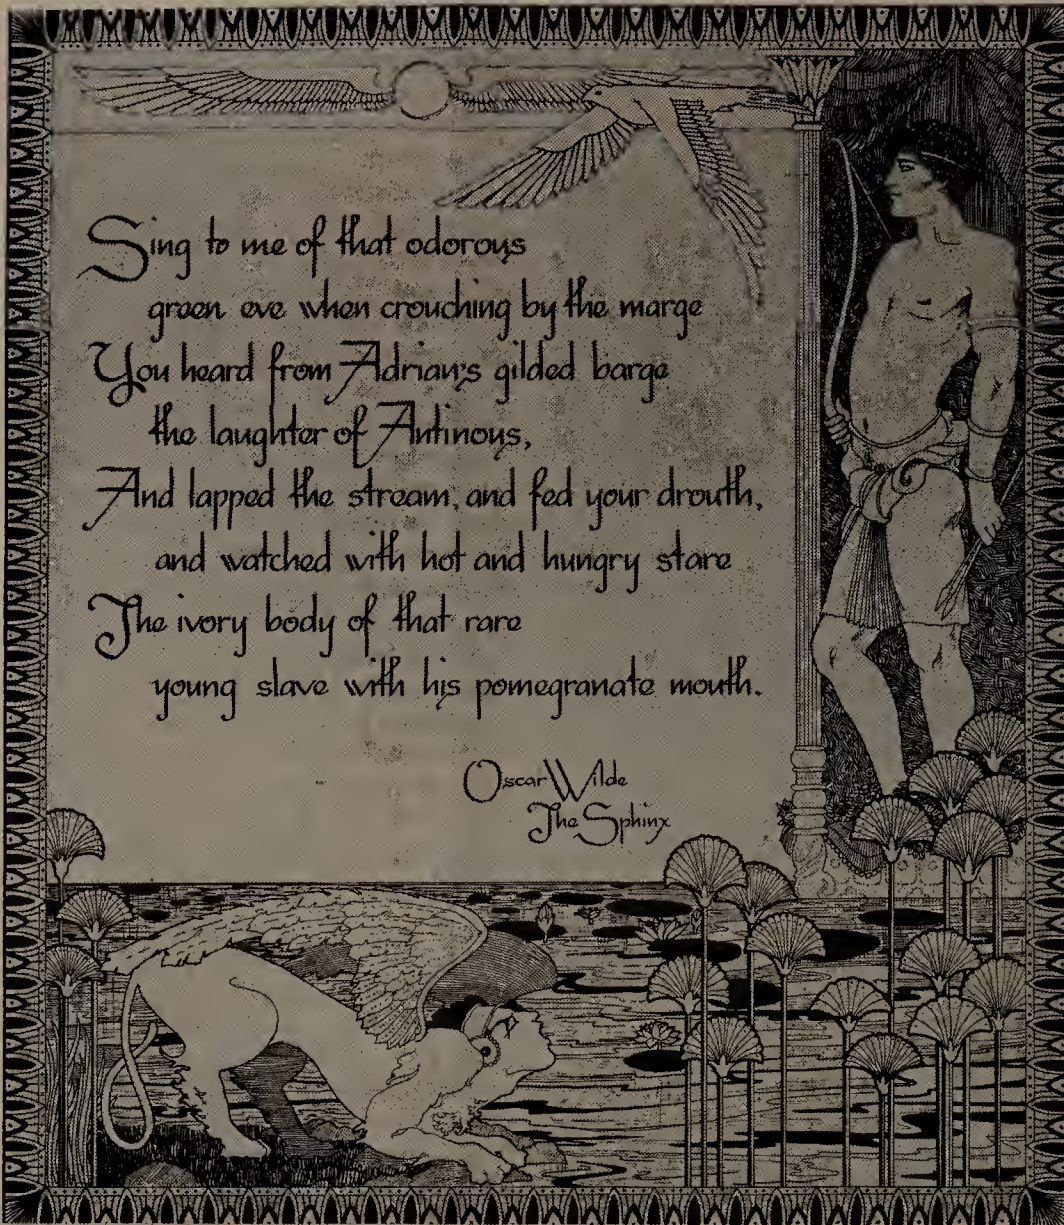 Sing to me of that odorous
green eve when crouching by the marge
You heard from Adrian's gilded barge
the laughter of Antinous,
And lapped the stream, and fed your drouth,
and watched with hot and hungry stare
The ivory body of that rare
young slave with his pomegranate mouth.
Oscar Wilde
The Sphinx